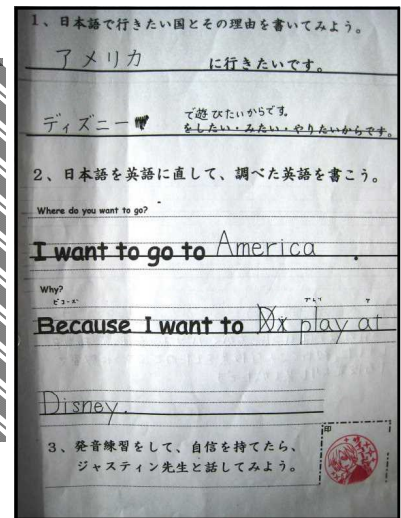 1、日本語で行きたい国とその理由を書いてみよう。
アメリカ に行きたいです。
で遊びたいからです。
ディズニー をしたい・みたい・やりたいからです。
2、日本語を英語に直して、調べた英語を書こう。
Where do you want to go?
I want to go to America .
Why?
ビコーズ
Because I want to play at
Disney.
3、発音練習をして、自信を持てたら、
ジャスティン先生と話してみよう。
印